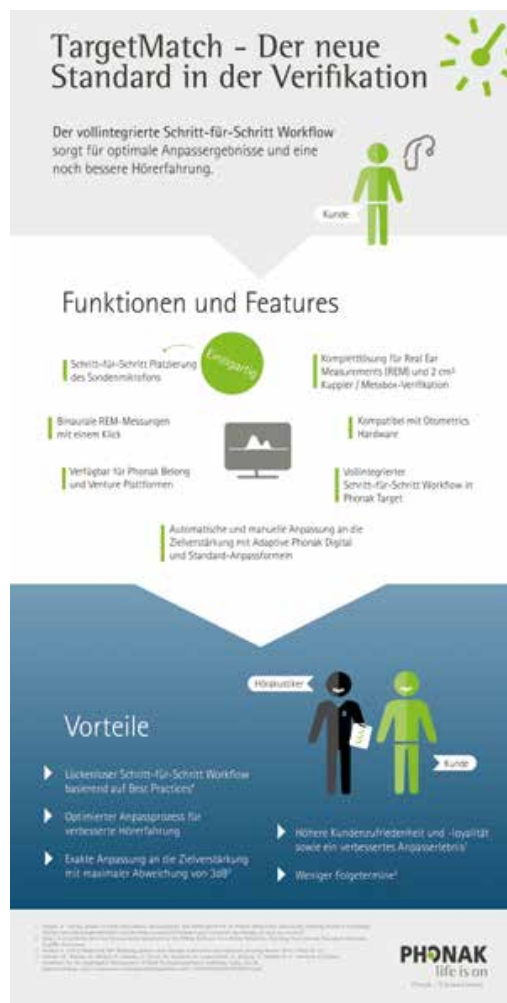 TargetMatch - Der neue
Standard in der Verifikation
Der vollintegrierte Schritt-für-Schritt Workflow
sorgt für optimale Anpassergebnisse und eine
noch bessere Hörerfahrung.
Kunde
Funktionen und Features
Einzigartig
Schritt-für-Schritt Platzierung
des Sondenmikrofons
Komplettlösung für Real Ear
Measurements (REM) und 2 cm³
Kuppler / Messbox-Verifikation
Binaurale REM-Messungen
mit einem Klick
Kompatibel mit Otometrics
Hardware
Verfügbar für Phonak Belong
und Venture Plattformen
Vollintegrierter
Schritt-für-Schritt Workflow in
Phonak Target
Automatische und manuelle Anpassung an die
Zielverstärkung mit Adaptive Phonak Digital
und Standard-Anpassformeln
Hörakustiker
Kunde
Vorteile
Lückenloser Schritt-für-Schritt Workflow
basierend auf Best Practices
Optimierter Anpassprozess für
verbesserte Hörerfahrung
Exakte Anpassung an die Zielverstärkung
mit maximaler Abweichung von 3dB
Höhere Kundenzufriedenheit und -loyalität
sowie ein verbessertes Anpasserlebnis
Weniger Folgetermine
PHONAK
life is on